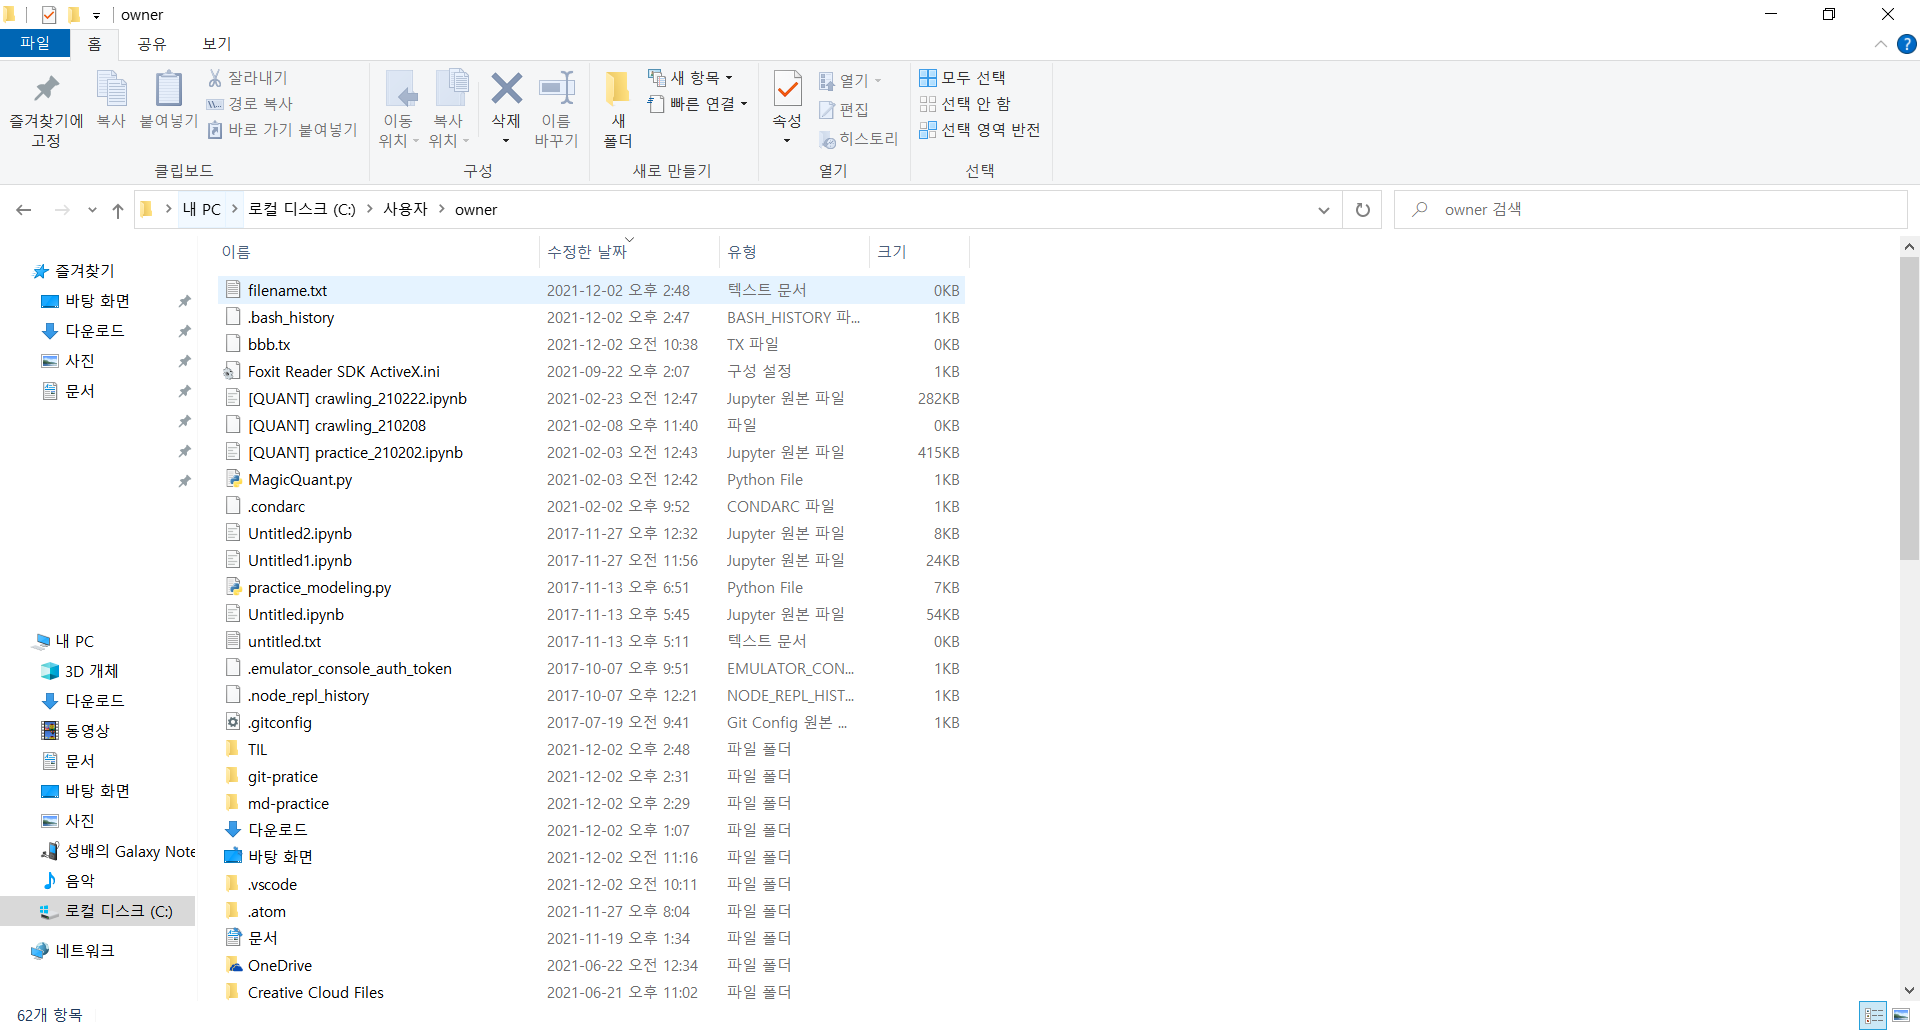 owner
파일 홈 공유 보기
즐겨찾기에 고정
복사
붙여넣기
잘라내기
경로 복사
바로 가기 붙여넣기
클립보드
이동 위치
복사 위치
삭제
이름 바꾸기
구성
새 폴더
새 항목
빠른 연결
새로 만들기
속성
열기
편집
히스토리
열기
모두 선택
선택 안 함
선택 영역 반전
선택
내 PC > 로컬 디스크 (C:) > 사용자 > owner
owner 검색
즐겨찾기
바탕 화면
다운로드
사진
문서
내 PC
3D 개체
다운로드
동영상
문서
바탕 화면
사진
성배의 Galaxy Note
음악
로컬 디스크 (C:)
네트워크
이름 수정한 날짜 유형 크기
filename.txt 2021-12-02 오후 2:48 텍스트 문서 0KB
.bash_history 2021-12-02 오후 2:47 BASH_HISTORY 파... 1KB
bbb.tx 2021-12-02 오전 10:38 TX 파일 0KB
Foxit Reader SDK ActiveX.ini 2021-09-22 오후 2:07 구성 설정 1KB
[QUANT] crawling_210222.ipynb 2021-02-23 오전 12:47 Jupyter 원본 파일 282KB
[QUANT] crawling_210208 2021-02-08 오후 11:40 파일 0KB
[QUANT] practice_210202.ipynb 2021-02-03 오전 12:43 Jupyter 원본 파일 415KB
MagicQuant.py 2021-02-03 오전 12:42 Python File 1KB
.condarc 2021-02-02 오후 9:52 CONDARC 파일 1KB
Untitled2.ipynb 2017-11-27 오후 12:32 Jupyter 원본 파일 8KB
Untitled1.ipynb 2017-11-27 오전 11:56 Jupyter 원본 파일 24KB
practice_modeling.py 2017-11-13 오후 6:51 Python File 7KB
Untitled.ipynb 2017-11-13 오후 5:45 Jupyter 원본 파일 54KB
untitled.txt 2017-11-13 오후 5:11 텍스트 문서 0KB
.emulator_console_auth_token 2017-10-07 오후 9:51 EMULATOR_CON... 1KB
.node_repl_history 2017-10-07 오후 12:21 NODE_REPL_HIST... 1KB
.gitconfig 2017-07-19 오전 9:41 Git Config 원본 ... 1KB
TIL 2021-12-02 오후 2:48 파일 폴더
git-pratice 2021-12-02 오후 2:31 파일 폴더
md-practice 2021-12-02 오후 2:29 파일 폴더
다운로드 2021-12-02 오후 1:07 파일 폴더
바탕 화면 2021-12-02 오전 11:16 파일 폴더
.vscode 2021-12-02 오전 10:11 파일 폴더
.atom 2021-11-27 오후 8:04 파일 폴더
문서 2021-11-19 오후 1:34 파일 폴더
OneDrive 2021-06-22 오전 12:34 파일 폴더
Creative Cloud Files 2021-06-21 오후 11:02 파일 폴더
62개 항목